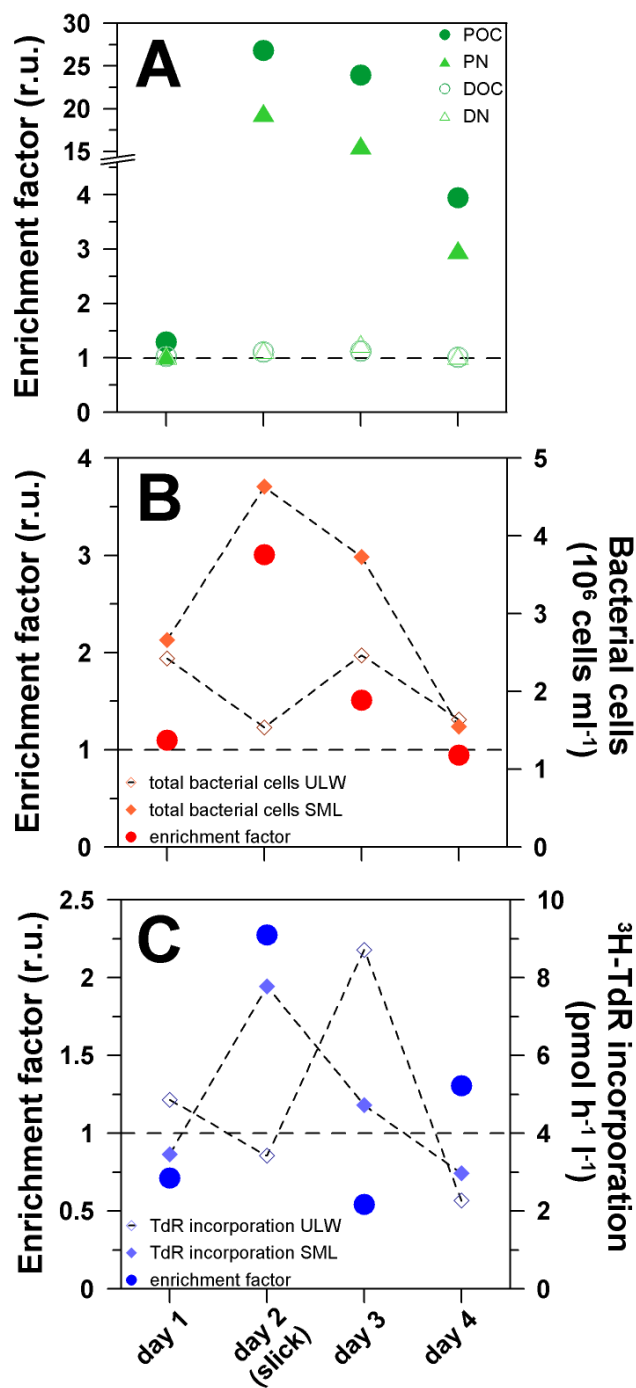 A
Enrichment factor (r.u.)
30
25
20
15
4
3
2
1
0
POC
PN
DOC
DN
B
Enrichment factor (r.u.)
4
3
2
1
0
5
4
3
2
1
0
Bacterial cells
(10⁶ cells ml⁻¹)
total bacterial cells ULW
total bacterial cells SML
enrichment factor
C
Enrichment factor (r.u.)
2.5
2
1.5
1
0.5
0
10
8
6
4
2
0
³H-TdR incorporation
(pmol h⁻¹ l⁻¹)
TdR incorporation ULW
TdR incorporation SML
enrichment factor
day 1
day 2
(slick)
day 3
day 4